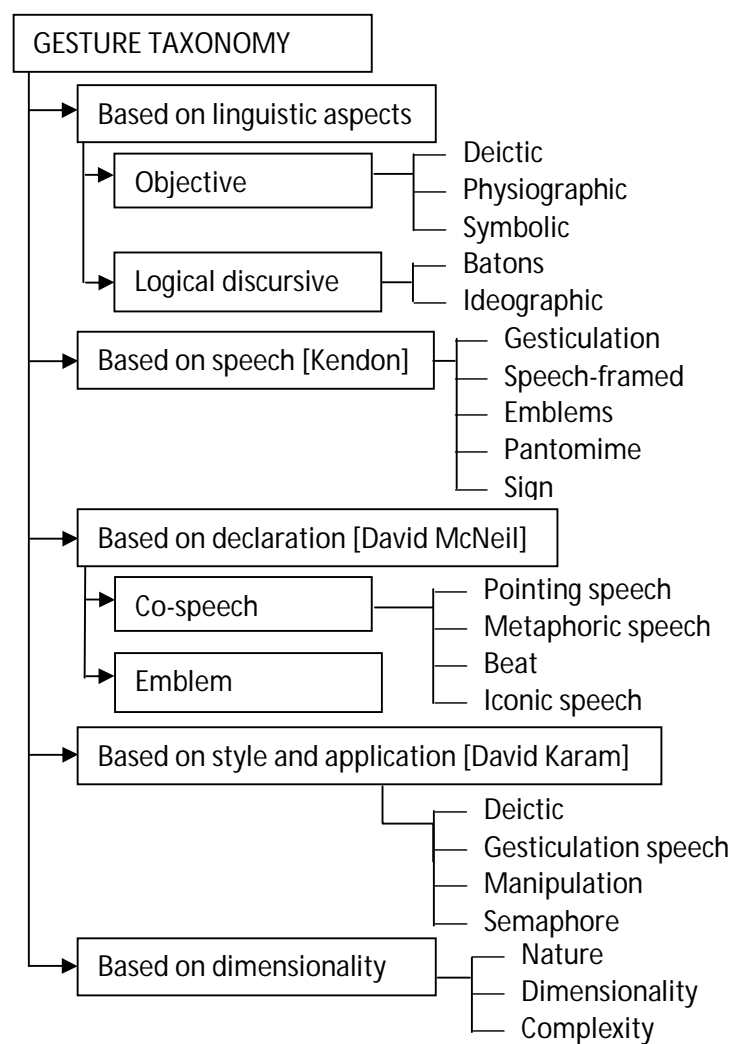 GESTURE TAXONOMY
Based on linguistic aspects
Objective
Deictic
Physiographic
Symbolic
Logical discursive
Batons
Ideographic
Based on speech [Kendon]
Gesticulation
Speech-framed
Emblems
Pantomime
Sign
Based on declaration [David McNeil]
Co-speech
Pointing speech
Metaphoric speech
Beat
Iconic speech
Emblem
Based on style and application [David Karam]
Deictic
Gesticulation speech
Manipulation
Semaphore
Based on dimensionality
Nature
Dimensionality
Complexity